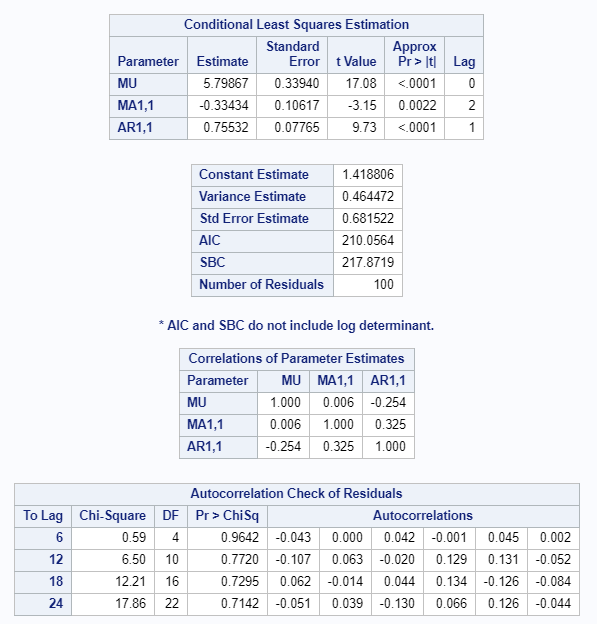 Conditional Least Squares Estimation
Parameter Estimate Standard Error t Value Approx Pr > |t| Lag
MU 5.79867 0.33940 17.08 <.0001 0
MA1,1 -0.33434 0.10617 -3.15 0.0022 2
AR1,1 0.75532 0.07765 9.73 <.0001 1
Constant Estimate 1.418806
Variance Estimate 0.464472
Std Error Estimate 0.681522
AIC 210.0564
SBC 217.8719
Number of Residuals 100
* AIC and SBC do not include log determinant.
Correlations of Parameter Estimates
Parameter MU MA1,1 AR1,1
MU 1.000 0.006 -0.254
MA1,1 0.006 1.000 0.325
AR1,1 -0.254 0.325 1.000
Autocorrelation Check of Residuals
To Lag Chi-Square DF Pr > ChiSq Autocorrelations
6 0.59 4 0.9642 -0.043 0.000 0.042 -0.001 0.045 0.002
12 6.50 10 0.7720 -0.107 0.063 -0.020 0.129 0.131 -0.052
18 12.21 16 0.7295 0.062 -0.014 0.044 0.134 -0.126 -0.084
24 17.86 22 0.7142 -0.051 0.039 -0.130 0.066 0.126 -0.044